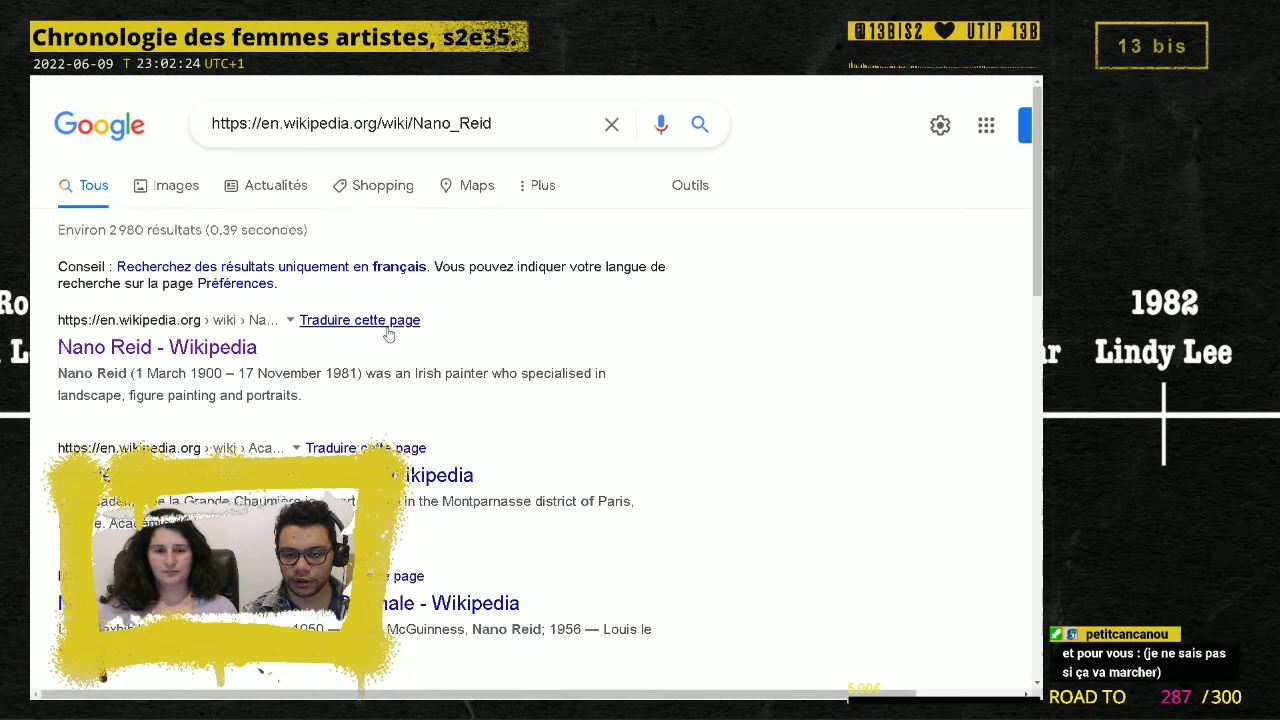 Chronologie des femmes artistes, s2e35
2022-06-09 T 23:02:24 UTC+1
@13BIS2 ♥ UTIP 13B
13 bis
Google
https://en.wikipedia.org/wiki/Nano_Reid
Tous Images Actualités Shopping Maps Plus Outils
Environ 2 980 résultats (0,39 secondes)
Conseil : Recherchez des résultats uniquement en français. Vous pouvez indiquer votre langue de
recherche sur la page Préférences.
https://en.wikipedia.org › wiki › Na... Traduire cette page
Nano Reid - Wikipedia
Nano Reid (1 March 1900 – 17 November 1981) was an Irish painter who specialised in
landscape, figure painting and portraits.
https://en.wikipedia.org › wiki › Aca... Traduire cette page
kipedia
la Grande Chaumière in the Montparnasse district of Paris,
page
- Wikipedia
1950 — McGuinness, Nano Reid; 1956 — Louis le
1982
Lindy Lee
petitcancanou
et pour vous : (je ne sais pas
si ça va marcher)
5,00€
ROAD TO 287 / 300